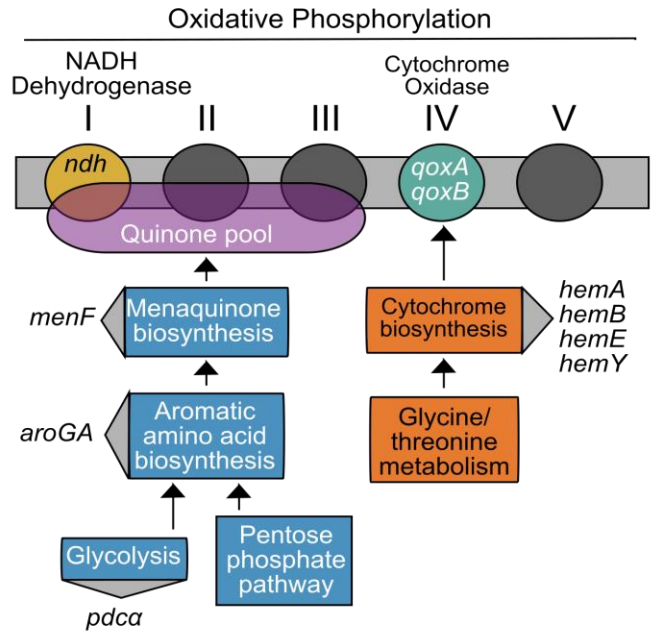 Oxidative Phosphorylation
NADH
Dehydrogenase
Cytochrome
Oxidase
I
II
III
IV
V
ndh
qoxA
qoxB
Quinone pool
menF
Menaquinone
biosynthesis
Cytochrome
biosynthesis
hemA
hemB
hemE
hemY
aroGA
Aromatic
amino acid
biosynthesis
Glycine/
threonine
metabolism
Glycolysis
Pentose
phosphate
pathway
pdcα